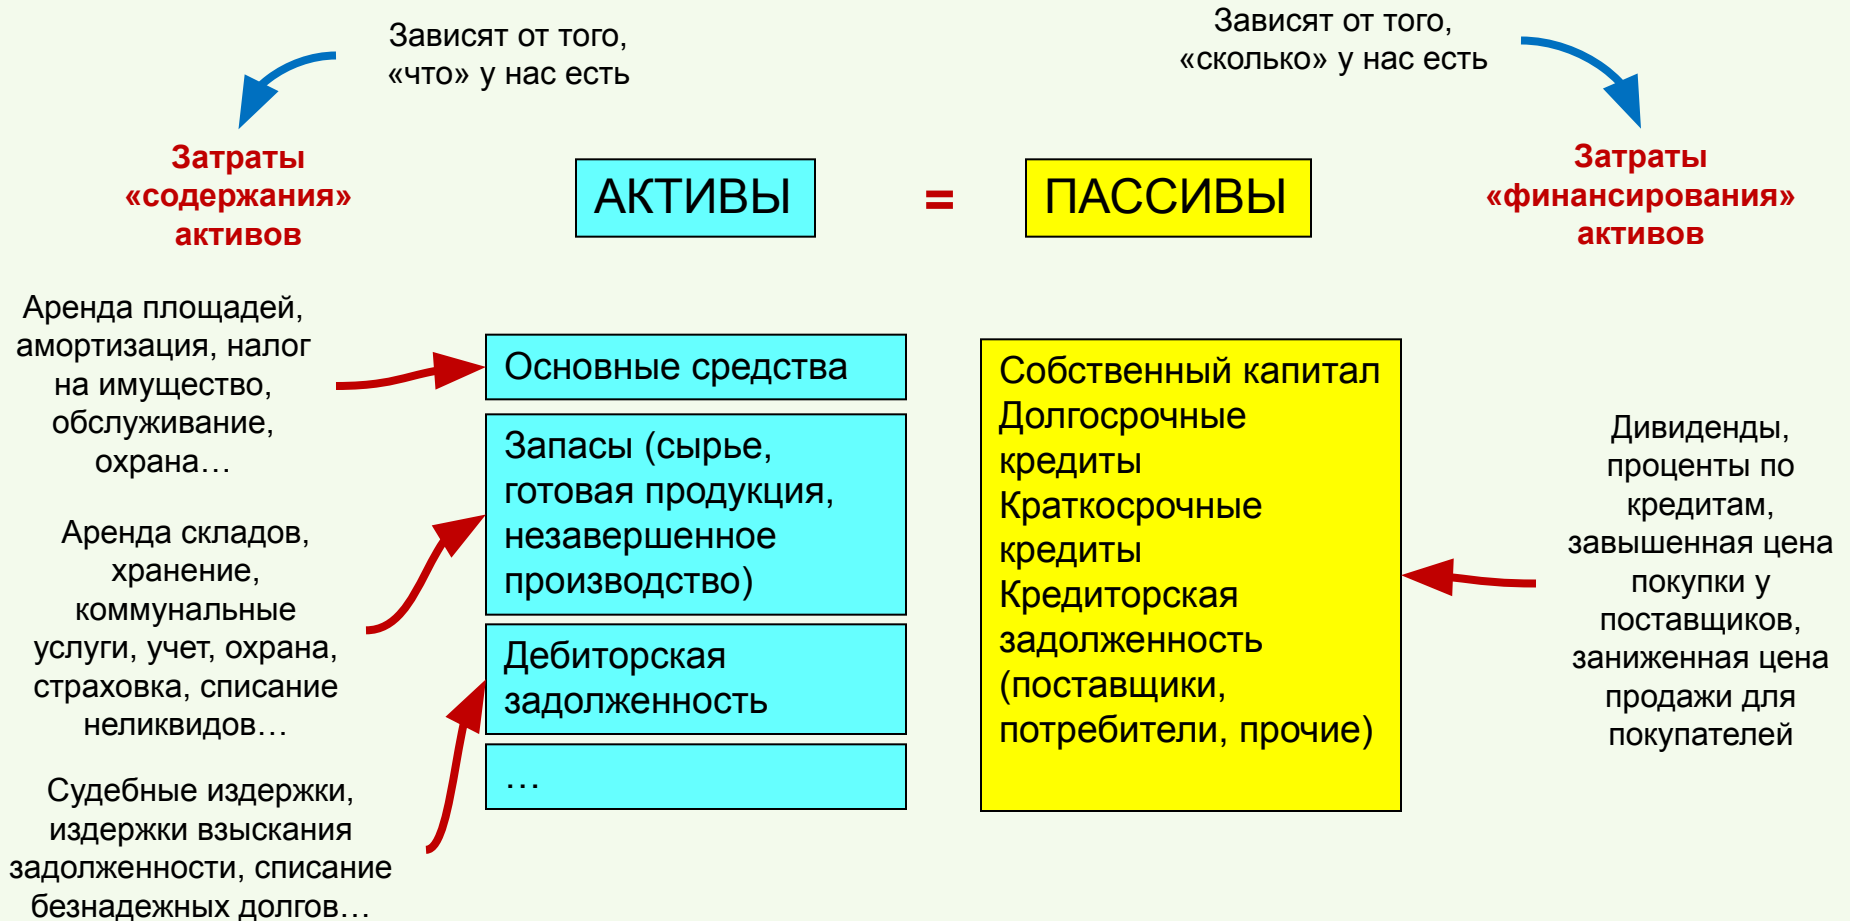 Зависят от того,
«что» у нас есть
Зависят от того,
«сколько» у нас есть
Затраты
«содержания»
активов
АКТИВЫ
=
ПАССИВЫ
Затраты
«финансирования»
активов
Аренда площадей,
амортизация, налог
на имущество,
обслуживание,
охрана…
Аренда складов,
хранение,
коммунальные
услуги, учет, охрана,
страховка, списание
неликвидов…
Судебные издержки,
издержки взыскания
задолженности, списание
безнадежных долгов…
Основные средства
Запасы (сырье,
готовая продукция,
незавершенное
производство)
Дебиторская
задолженность
…
Собственный капитал
Долгосрочные
кредиты
Краткосрочные
кредиты
Кредиторская
задолженность
(поставщики,
потребители, прочие)
Дивиденды,
проценты по
кредитам,
завышенная цена
покупки у
поставщиков,
заниженная цена
продажи для
покупателей